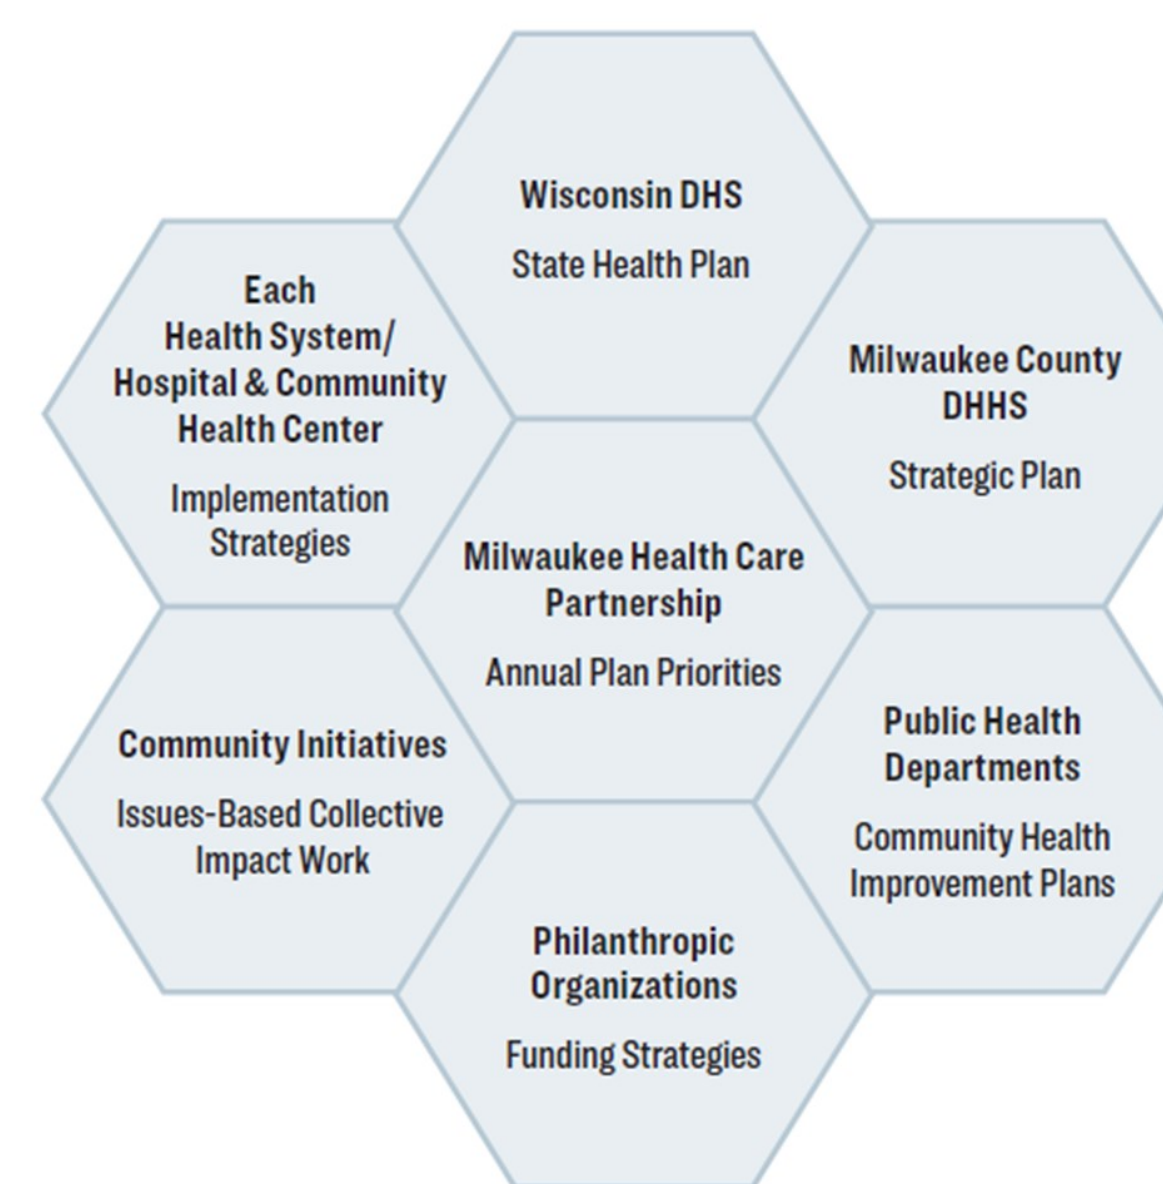 Wisconsin DHS
State Health Plan
Each
Health System/
Hospital & Community
Health Center
Implementation
Strategies
Milwaukee County
DHHS
Strategic Plan
Milwaukee Health Care
Partnership
Annual Plan Priorities
Community Initiatives
Issues-Based Collective
Impact Work
Public Health
Departments
Community Health
Improvement Plans
Philanthropic
Organizations
Funding Strategies